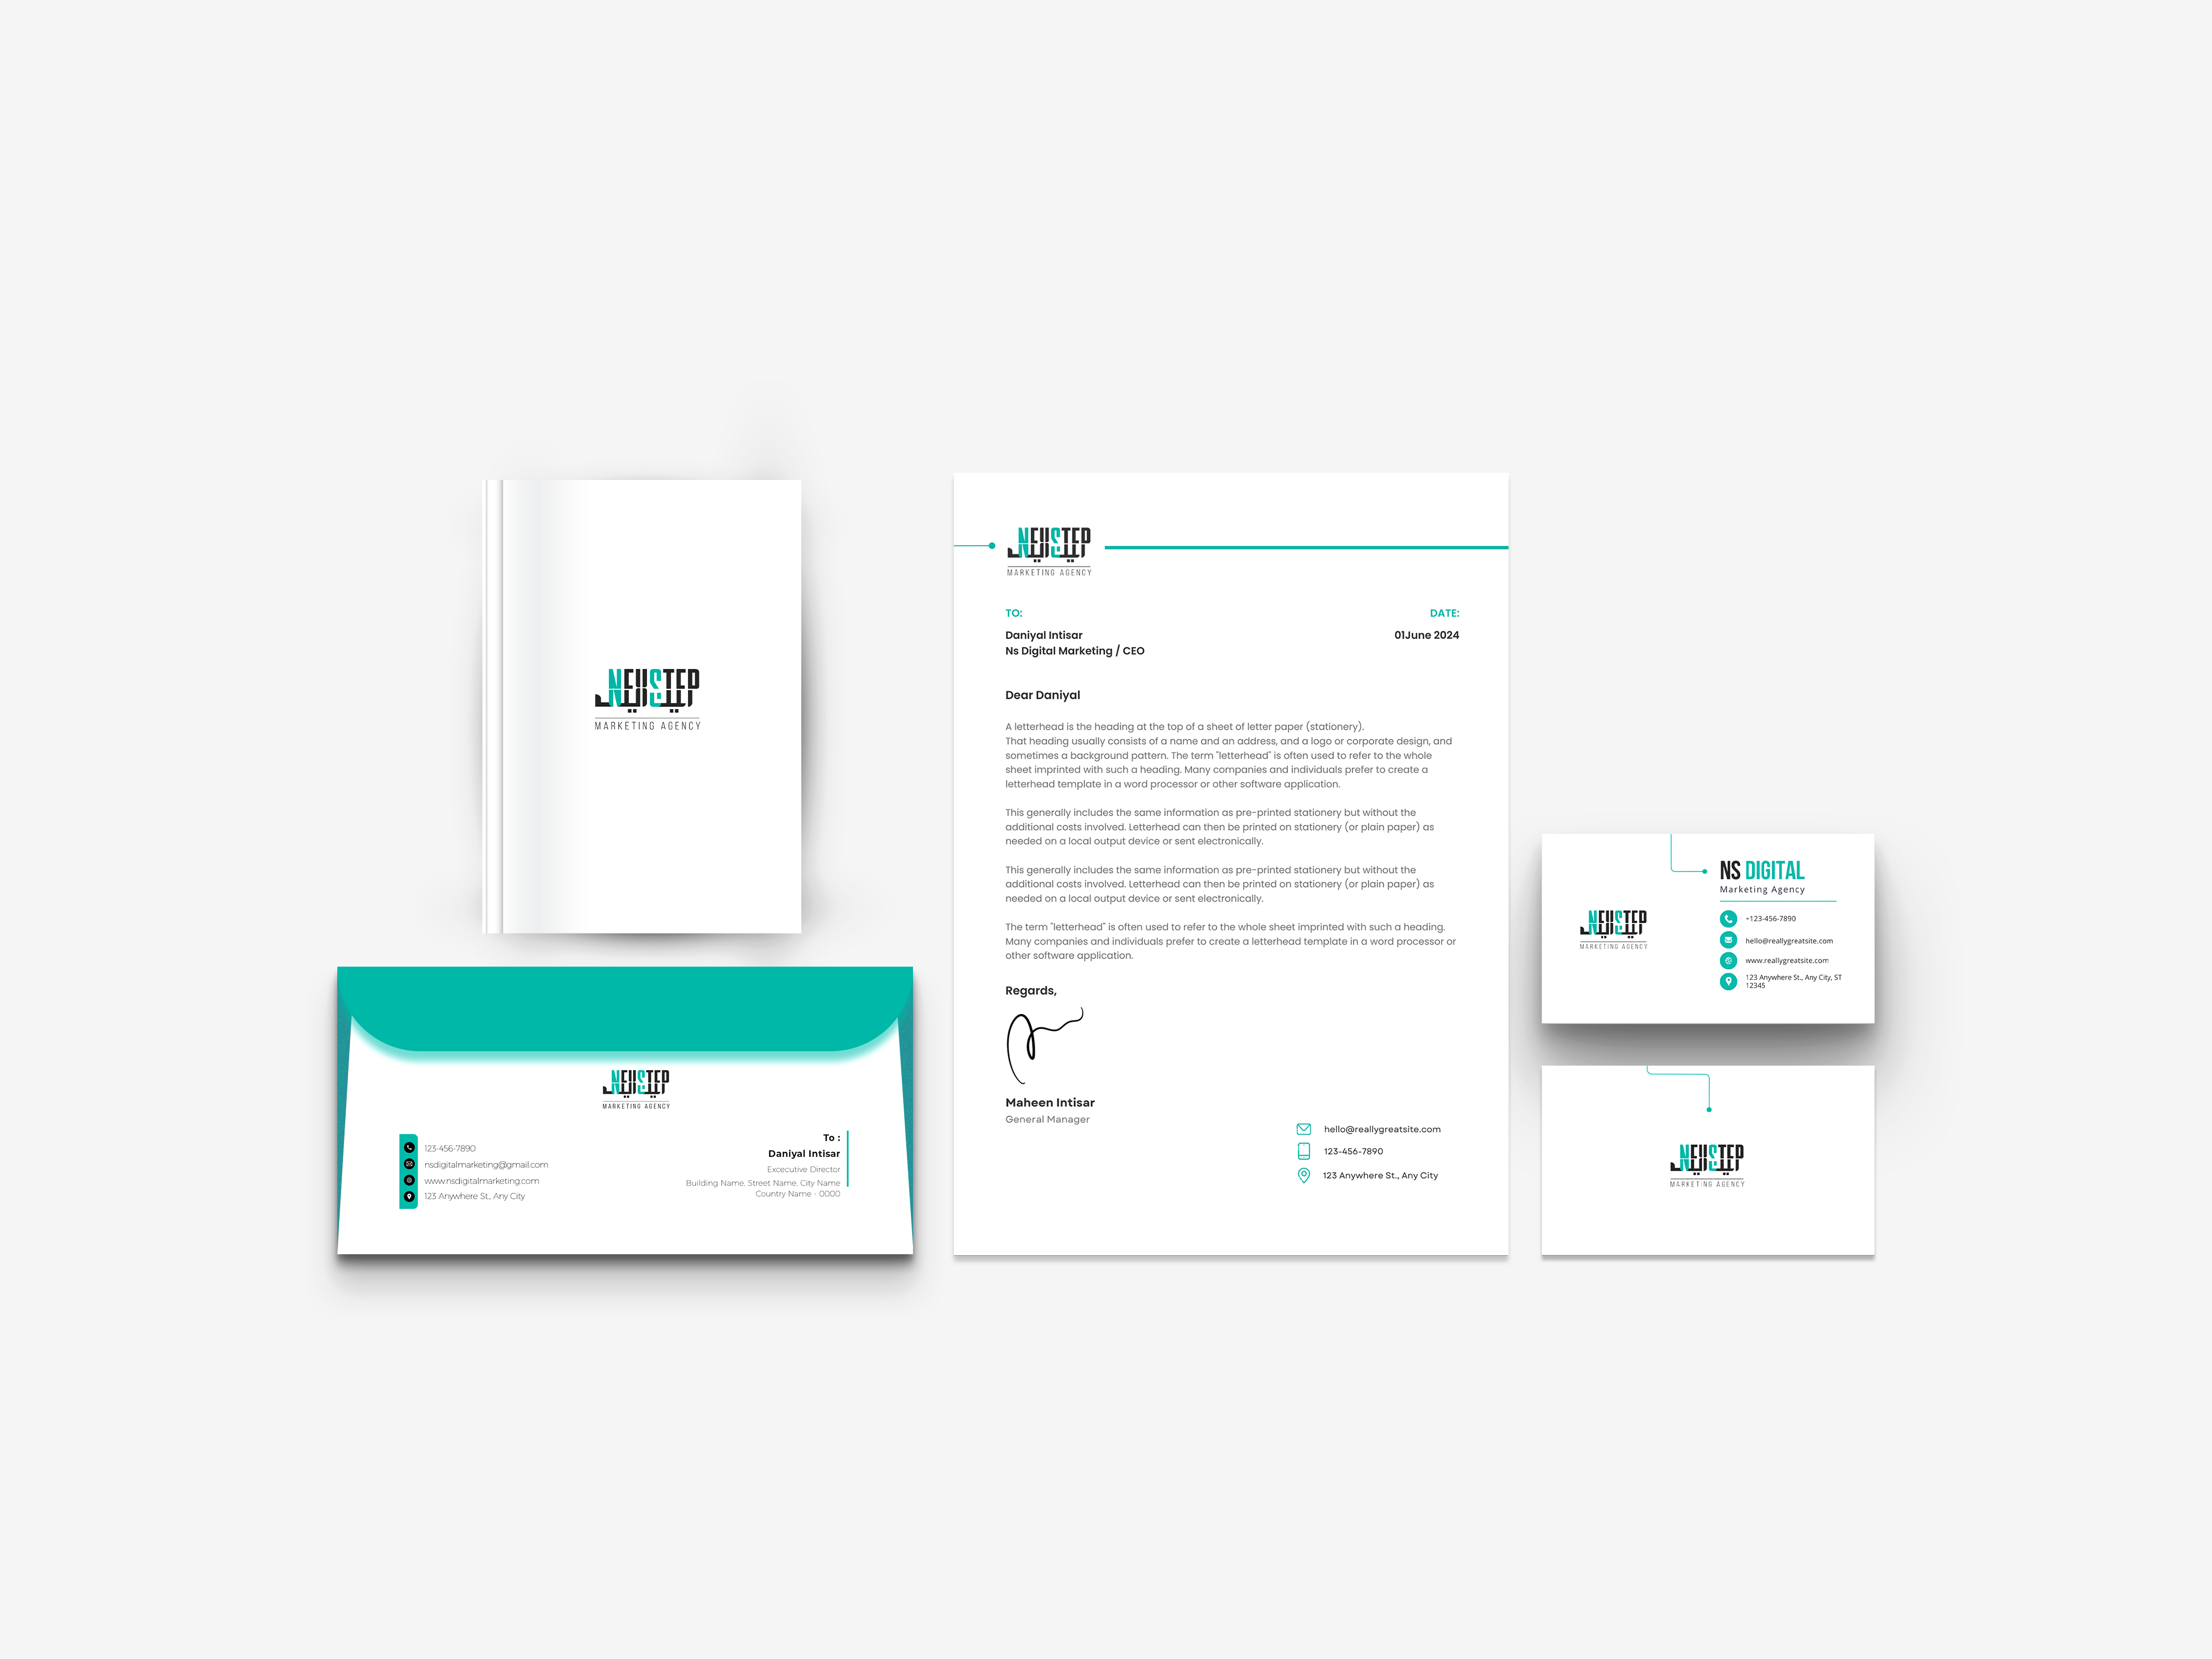 NEWSTEP
MARKETING AGENCY
NEWSTEP
MARKETING AGENCY
TO:
DATE:
Daniyal Intisar
01June 2024
Ns Digital Marketing / CEO
Dear Daniyal
A letterhead is the heading at the top of a sheet of letter paper (stationery).
That heading usually consists of a name and an address, and a logo or corporate design, and
sometimes a background pattern. The term "letterhead" is often used to refer to the whole
sheet imprinted with such a heading. Many companies and individuals prefer to create a
letterhead template in a word processor or other software application.
This generally includes the same information as pre-printed stationery but without the
additional costs involved. Letterhead can then be printed on stationery (or plain paper) as
needed on a local output device or sent electronically.
This generally includes the same information as pre-printed stationery but without the
additional costs involved. Letterhead can then be printed on stationery (or plain paper) as
needed on a local output device or sent electronically.
The term "letterhead" is often used to refer to the whole sheet imprinted with such a heading.
Many companies and individuals prefer to create a letterhead template in a word processor or
other software application.
Regards,
Maheen Intisar
General Manager
hello@reallygreatsite.com
123-456-7890
123 Anywhere St., Any City
NEWSTEP
MARKETING AGENCY
123-456-7890
nsdigitalmarketing@gmail.com
www.nsdigitalmarketing.com
123 Anywhere St., Any City
To :
Daniyal Intisar
Excecutive Director
Building Name, Street Name, City Name
Country Name - 0000
NEWSTEP
MARKETING AGENCY
NS DIGITAL
Marketing Agency
+123-456-7890
hello@reallygreatsite.com
www.reallygreatsite.com
123 Anywhere St., Any City, ST
12345
NEWSTEP
MARKETING AGENCY